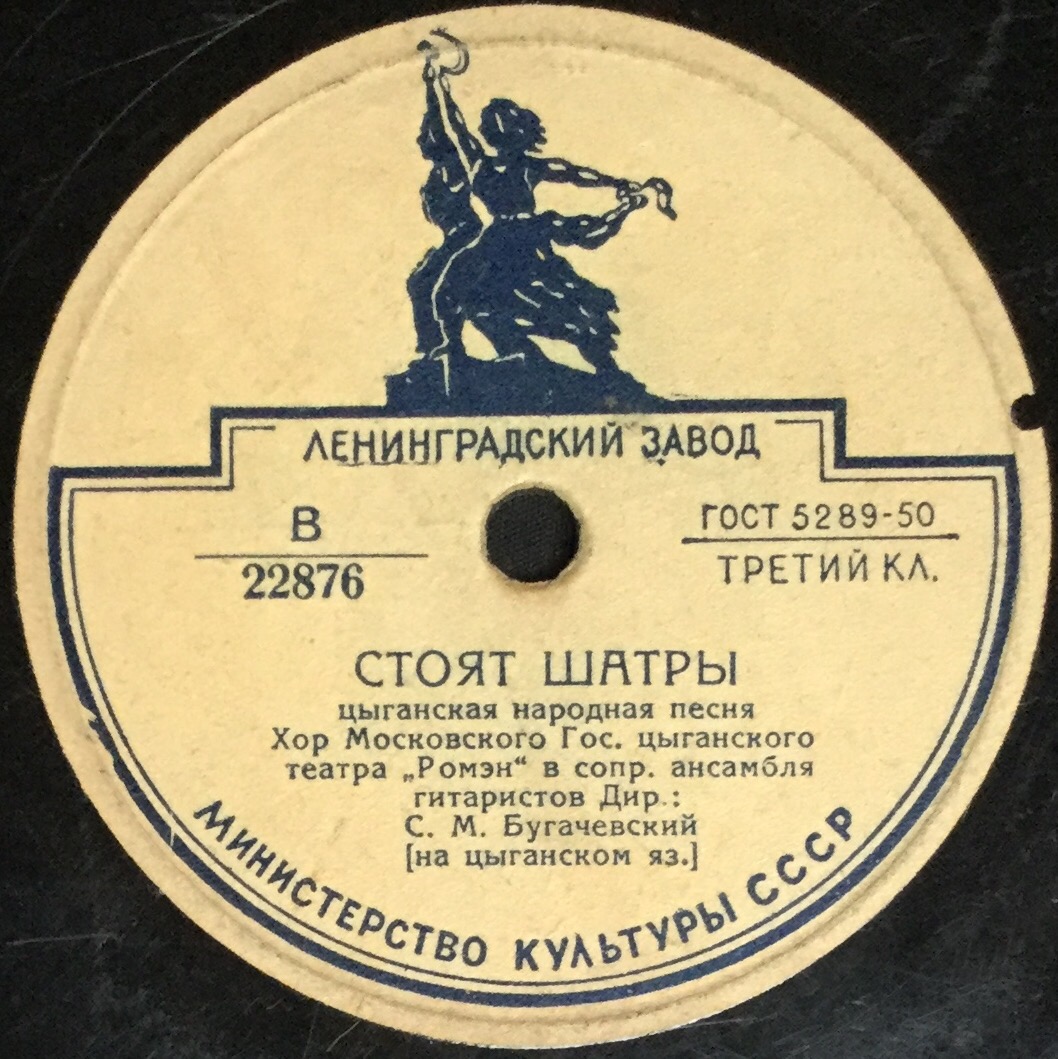 ЛЕНИНГРАДСКИЙ ЗАВОД
В
22876
ГОСТ 5289-50
ТРЕТИЙ КЛ.
СТОЯТ ШАТРЫ
цыганская народная песня
Хор Московского Гос. цыганского
театра „Ромэн“ в сопр. ансамбля
гитаристов Дир.:
С. М. Бугачевский
[на цыганском яз.]
МИНИСТЕРСТВО КУЛЬТУРЫ СССР